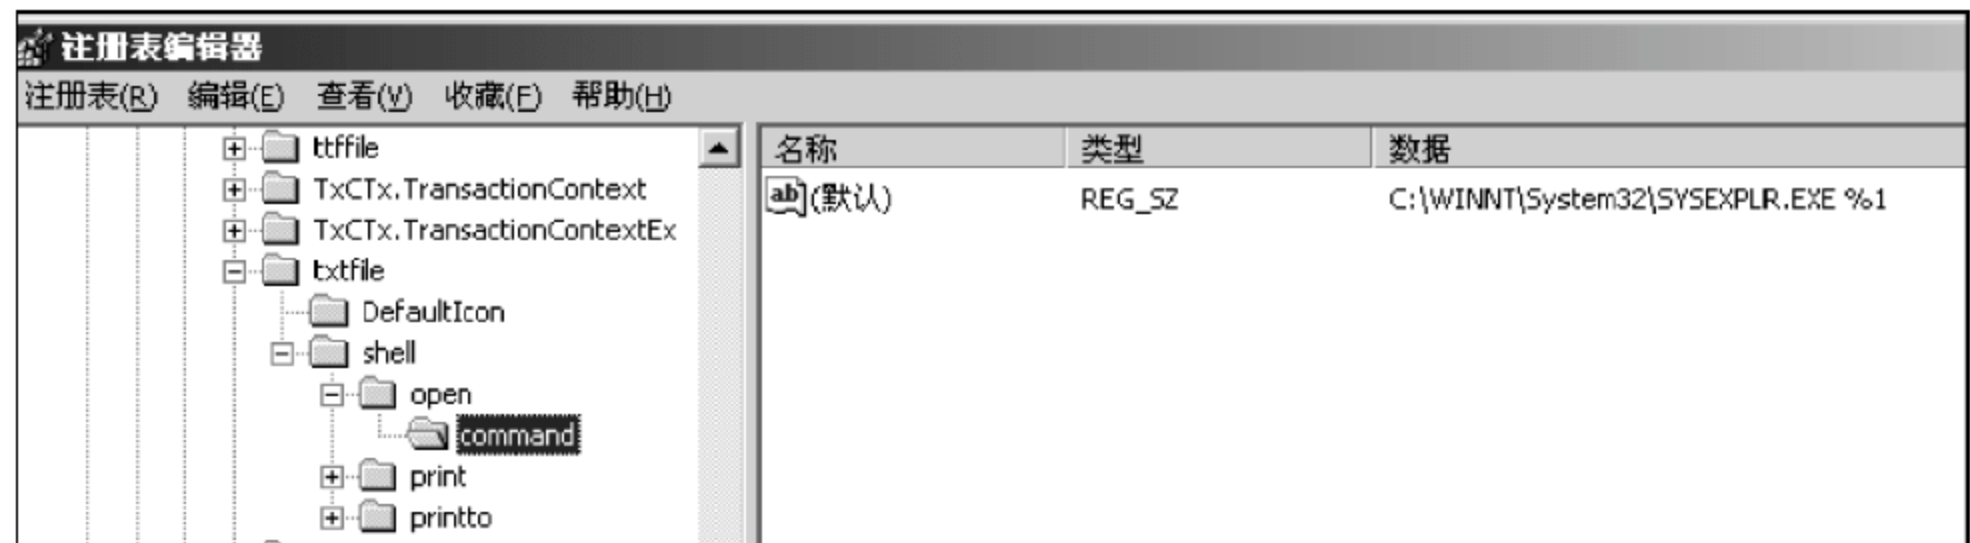 注册表编辑器
注册表(R) 编辑(E) 查看(V) 收藏(F) 帮助(H)
ttffile
TxCTx.TransactionContext
TxCTx.TransactionContextEx
txtfile
DefaultIcon
shell
open
command
print
printto
名称 类型 数据
ab (默认) REG_SZ C:\WINNT\System32\SYSEXPLR.EXE %1